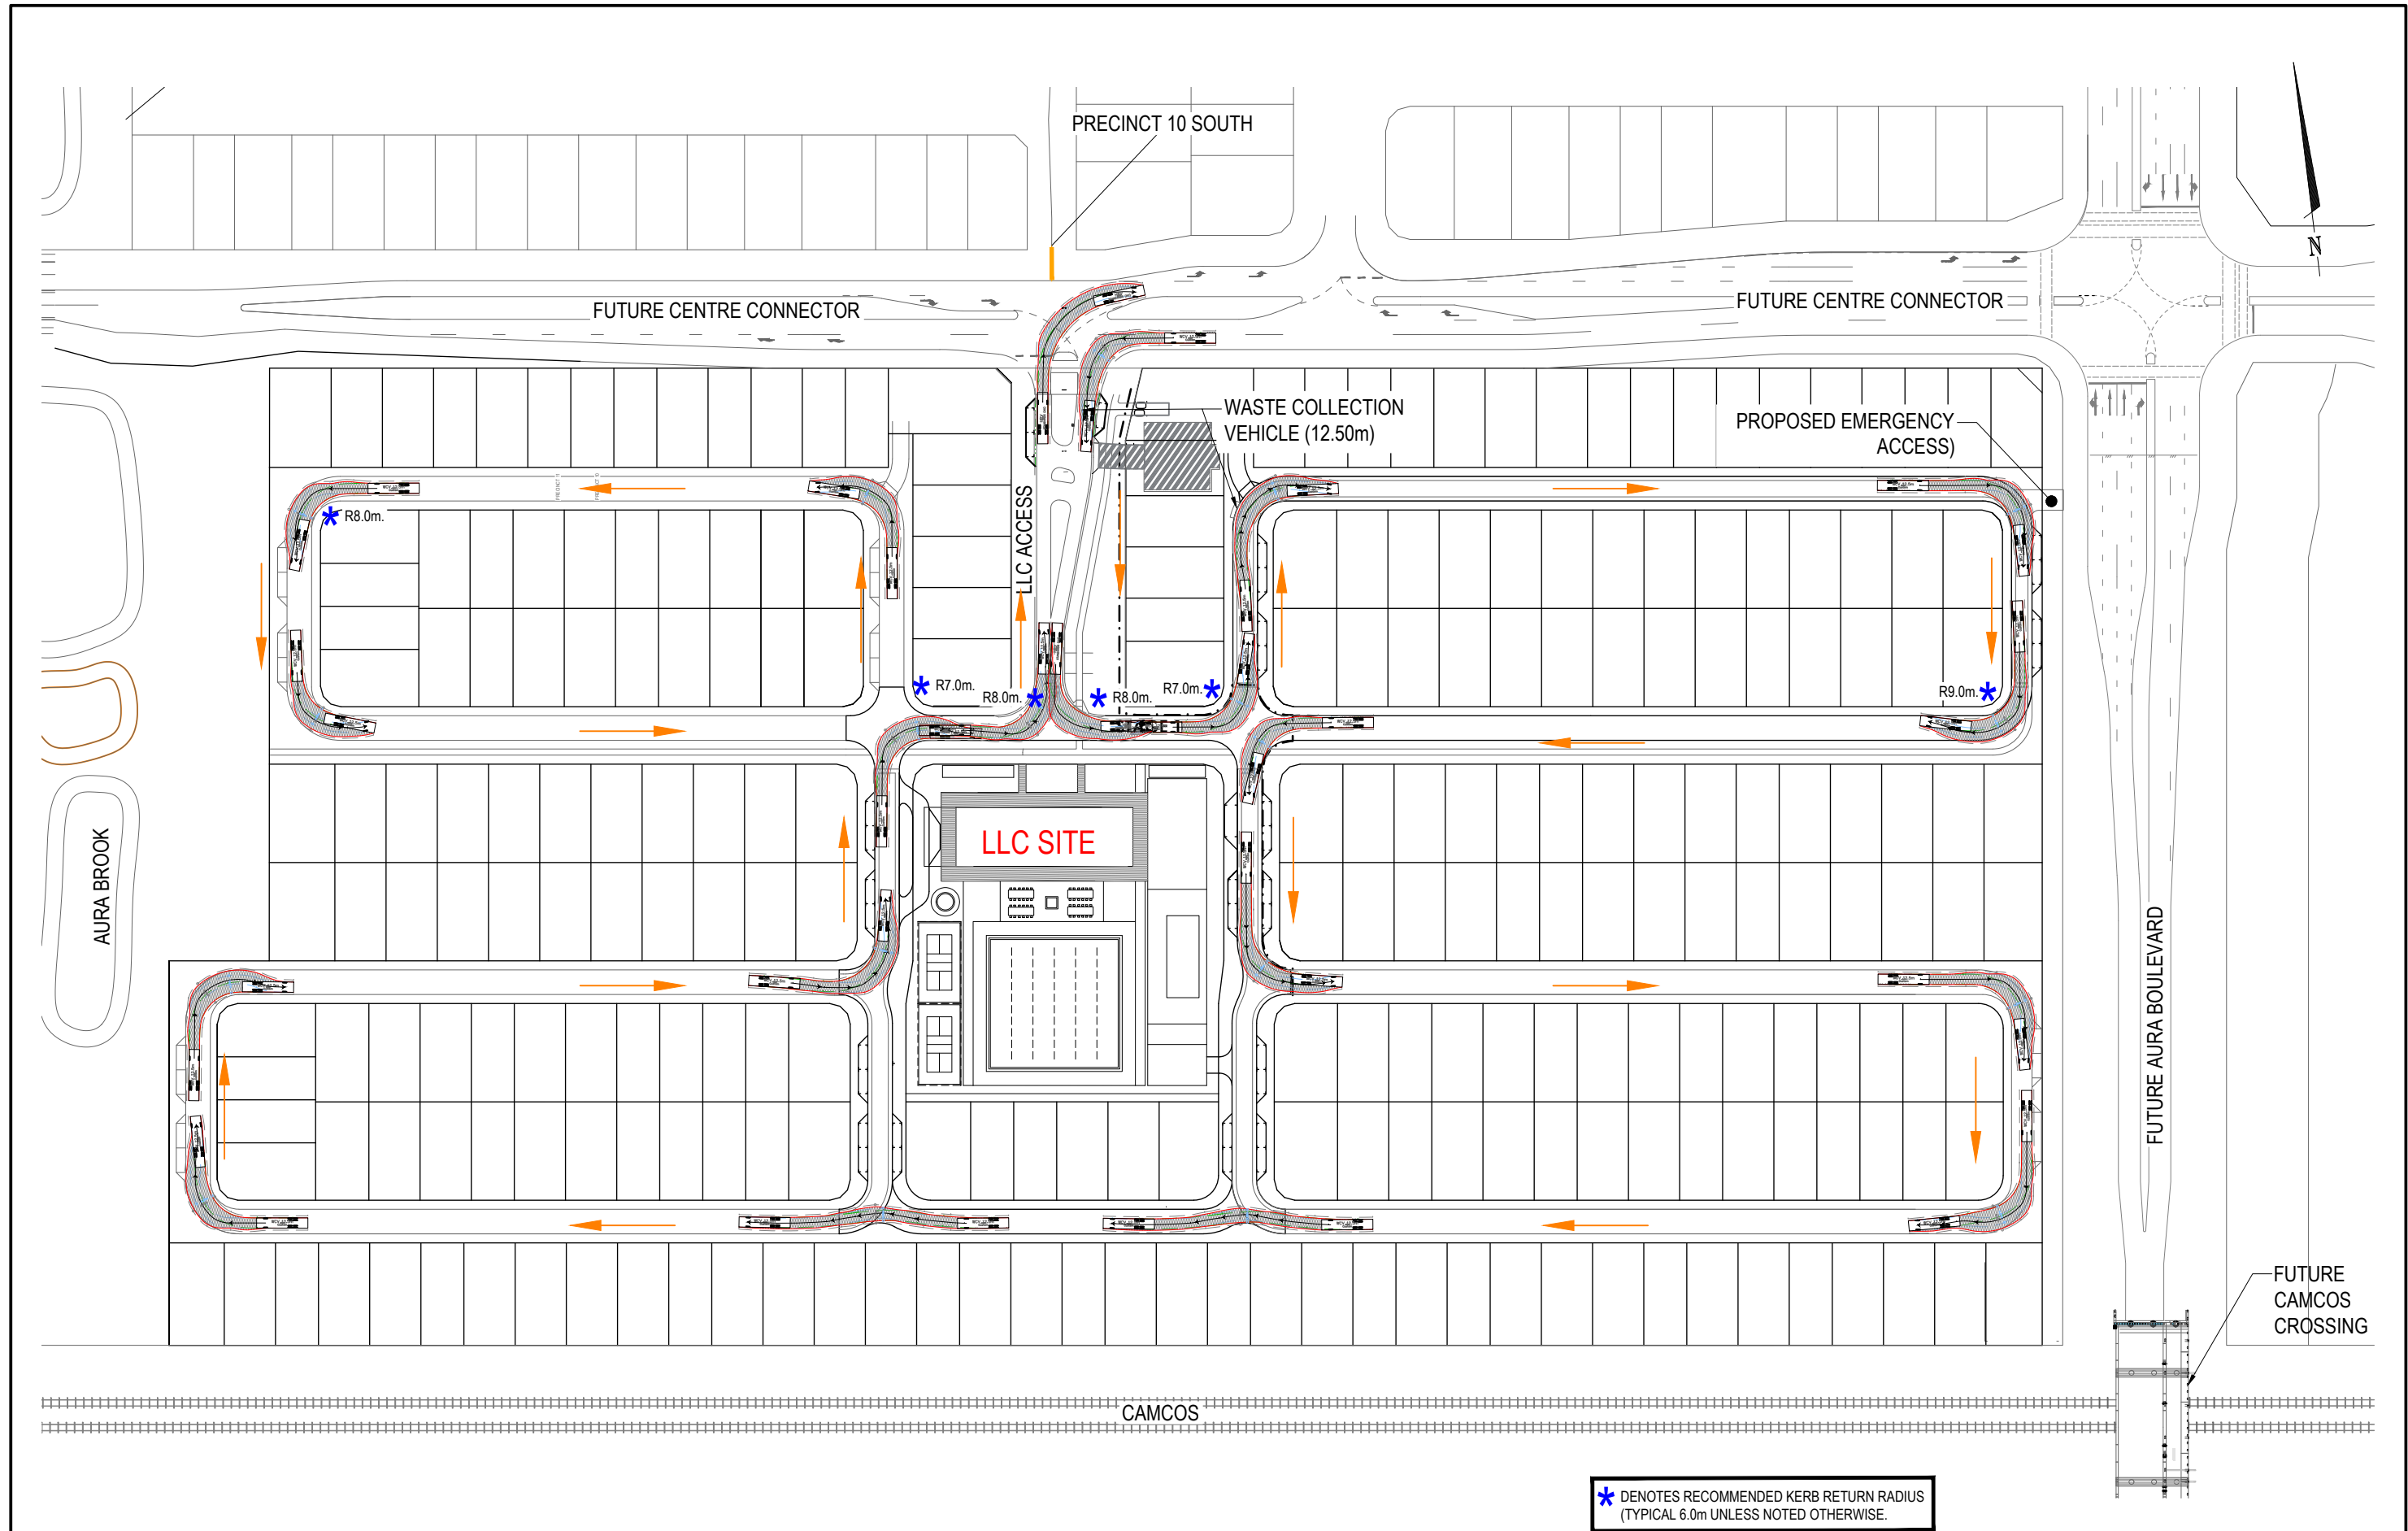 PRECINCT 10 SOUTH
N
FUTURE CENTRE CONNECTOR
FUTURE CENTRE CONNECTOR
WASTE COLLECTION
VEHICLE (12.50m)
PROPOSED EMERGENCY
ACCESS)
LLC ACCESS
R8.0m.
R7.0m.
R8.0m.
R8.0m.
R7.0m.
R9.0m.
LLC SITE
AURA BROOK
FUTURE AURA BOULEVARD
FUTURE
CAMCOS
CROSSING
CAMCOS
* DENOTES RECOMMENDED KERB RETURN RADIUS
(TYPICAL 6.0m UNLESS NOTED OTHERWISE.